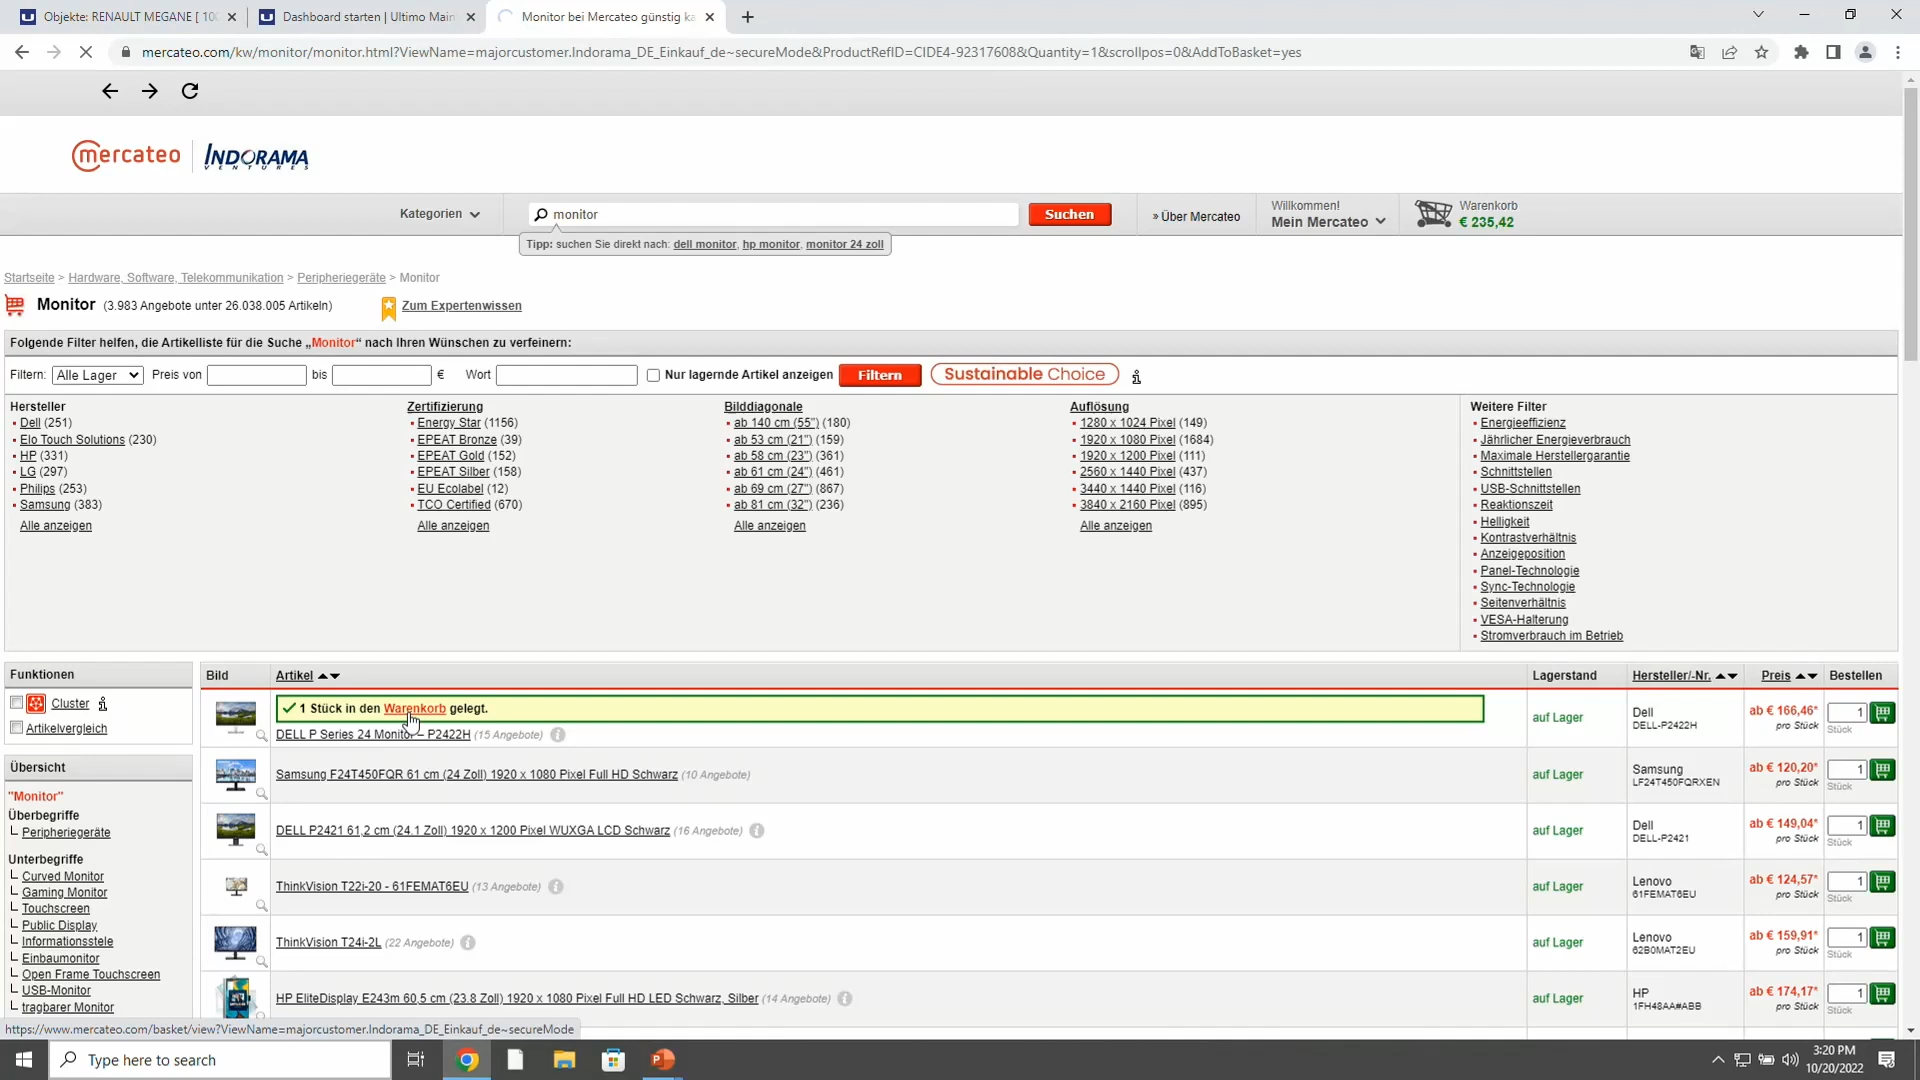 Objekte: RENAULT MEGANE [ 100
Dashboard starten | Ultimo Main
Monitor bei Mercateo günstig ka
mercateo.com/kw/monitor/monitor.html?ViewName=majorcustomer.Indorama_DE_Einkauf_de~secureMode&ProductRefID=CIDE4-92317608&Quantity=1&scrollpos=0&AddToBasket=yes
mercateo
INDORAMA
VENTURES
Kategorien
monitor
Suchen
» Über Mercateo
Willkommen!
Mein Mercateo
Warenkorb
€ 235,42
Tipp: suchen Sie direkt nach: dell monitor, hp monitor, monitor 24 zoll
Startseite > Hardware, Software, Telekommunikation > Peripheriegeräte > Monitor
Monitor (3.983 Angebote unter 26.038.005 Artikeln)
Zum Expertenwissen
Folgende Filter helfen, die Artikelliste für die Suche „Monitor“ nach Ihren Wünschen zu verfeinern:
Filtern: Alle Lager Preis von bis € Wort Nur lagernde Artikel anzeigen Filtern Sustainable Choice i
Hersteller
Dell (251)
Elo Touch Solutions (230)
HP (331)
LG (297)
Philips (253)
Samsung (383)
Alle anzeigen
Zertifizierung
Energy Star (1156)
EPEAT Bronze (39)
EPEAT Gold (152)
EPEAT Silber (158)
EU Ecolabel (12)
TCO Certified (670)
Alle anzeigen
Bilddiagonale
ab 140 cm (55") (180)
ab 53 cm (21") (159)
ab 58 cm (23") (361)
ab 61 cm (24") (461)
ab 69 cm (27") (867)
ab 81 cm (32") (236)
Alle anzeigen
Auflösung
1280 x 1024 Pixel (149)
1920 x 1080 Pixel (1684)
1920 x 1200 Pixel (111)
2560 x 1440 Pixel (437)
3440 x 1440 Pixel (116)
3840 x 2160 Pixel (895)
Alle anzeigen
Weitere Filter
Energieeffizienz
Jährlicher Energieverbrauch
Maximale Herstellergarantie
Schnittstellen
USB-Schnittstellen
Reaktionszeit
Helligkeit
Kontrastverhältnis
Anzeigeposition
Panel-Technologie
Sync-Technologie
Seitenverhältnis
VESA-Halterung
Stromverbrauch im Betrieb
Funktionen
Cluster i
Artikelvergleich
Übersicht
"Monitor"
Überbegriffe
Peripheriegeräte
Unterbegriffe
Curved Monitor
Gaming Monitor
Touchscreen
Public Display
Informationsstele
Einbaumonitor
Open Frame Touchscreen
USB-Monitor
tragbarer Monitor
Bild Artikel Lagerstand Hersteller/-Nr. Preis Bestellen
1 Stück in den Warenkorb gelegt.
DELL P Series 24 Monitor – P2422H (15 Angebote) i
auf Lager
Dell
DELL-P2422H
ab € 166,46*
pro Stück
1
Stück
Samsung F24T450FQR 61 cm (24 Zoll) 1920 x 1080 Pixel Full HD Schwarz (10 Angebote)
auf Lager
Samsung
LF24T450FQRXEN
ab € 120,20*
pro Stück
1
Stück
DELL P2421 61,2 cm (24.1 Zoll) 1920 x 1200 Pixel WUXGA LCD Schwarz (16 Angebote) i
auf Lager
Dell
DELL-P2421
ab € 149,04*
pro Stück
1
Stück
ThinkVision T22i-20 - 61FEMAT6EU (13 Angebote) i
auf Lager
Lenovo
61FEMAT6EU
ab € 124,57*
pro Stück
1
Stück
ThinkVision T24i-2L (22 Angebote) i
auf Lager
Lenovo
62B0MAT2EU
ab € 159,91*
pro Stück
1
Stück
HP EliteDisplay E243m 60,5 cm (23.8 Zoll) 1920 x 1080 Pixel Full HD LED Schwarz, Silber (14 Angebote) i
auf Lager
HP
1FH48AA#ABB
ab € 174,17*
pro Stück
1
Stück
https://www.mercateo.com/basket/view?ViewName=majorcustomer.Indorama_DE_Einkauf_de~secureMode
Type here to search
3:20 PM
10/20/2022